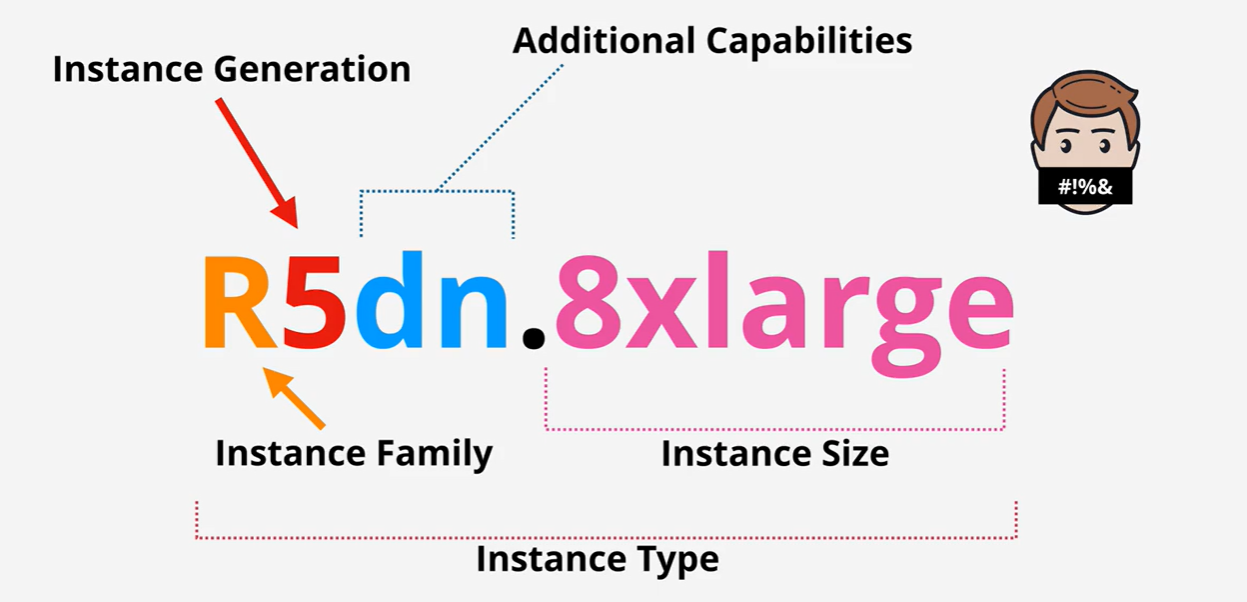 Additional Capabilities
Instance Generation
#!%&
R5dn.8xlarge
Instance Family
Instance Size
Instance Type